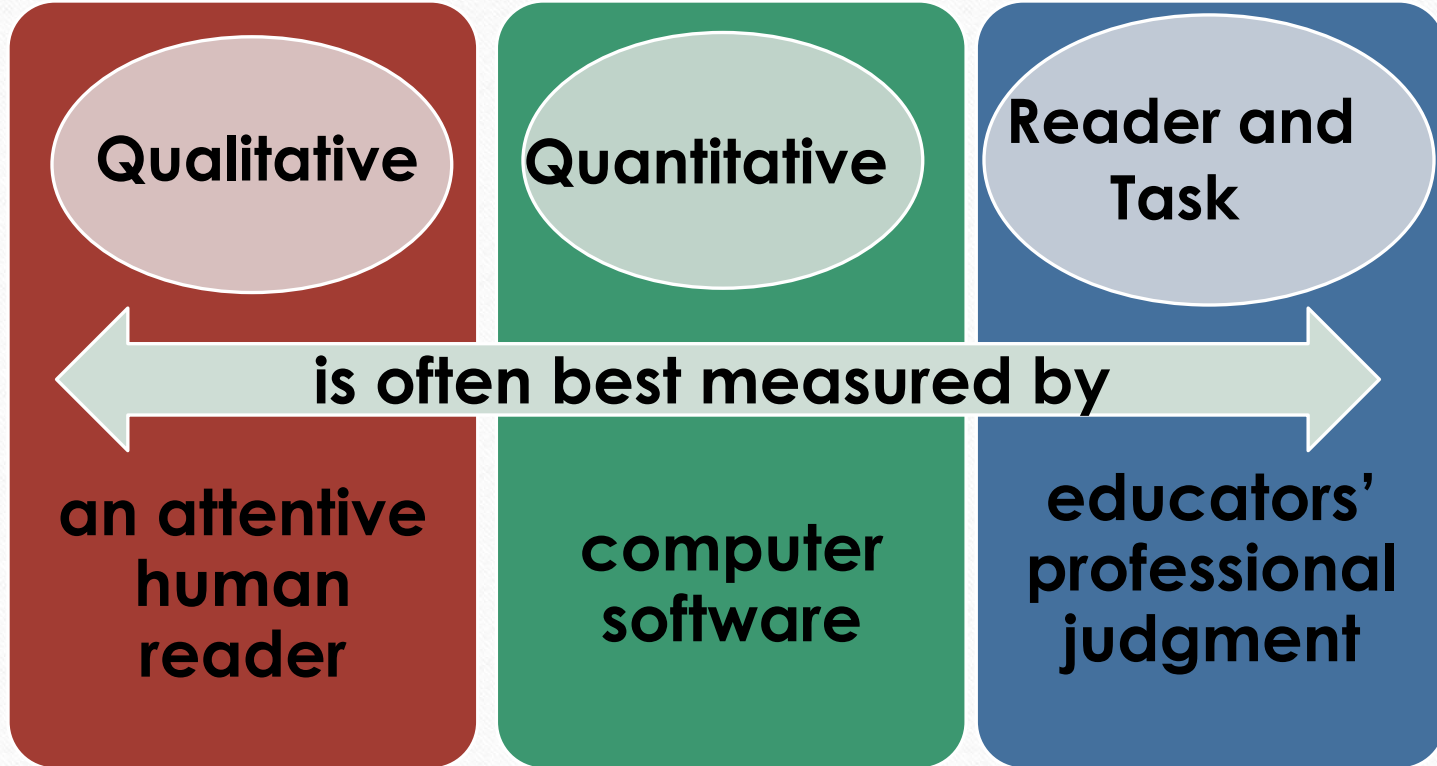 Qualitative
Quantitative
Reader and
Task
is often best measured by
an attentive
human
reader
computer
software
educators’
professional
judgment